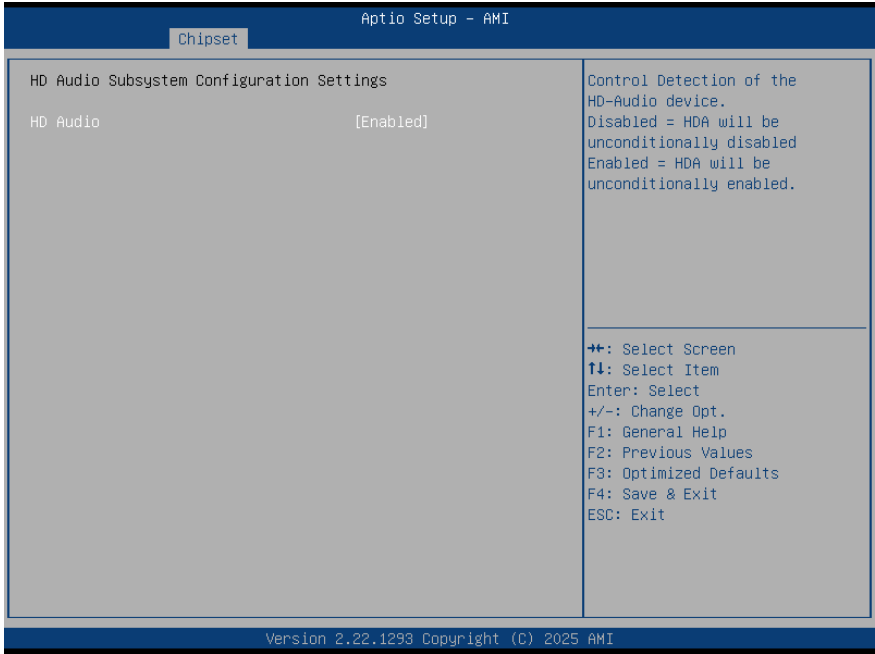 Aptio Setup – AMI
Chipset
HD Audio Subsystem Configuration Settings
HD Audio [Enabled]
Control Detection of the
HD-Audio device.
Disabled = HDA will be
unconditionally disabled
Enabled = HDA will be
unconditionally enabled.
→←: Select Screen
↑↓: Select Item
Enter: Select
+/-: Change Opt.
F1: General Help
F2: Previous Values
F3: Optimized Defaults
F4: Save & Exit
ESC: Exit
Version 2.22.1293 Copyright (C) 2025 AMI